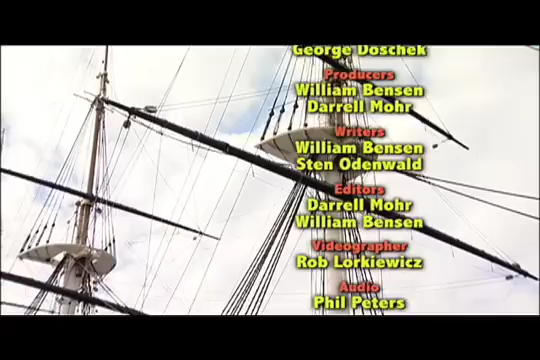 George Doschek
Producers
William Bensen
Darrell Mohr
Writers
William Bensen
Sten Odenwald
Editors
Darrell Mohr
William Bensen
Videographer
Rob Lorkiewicz
Audio
Phil Peters